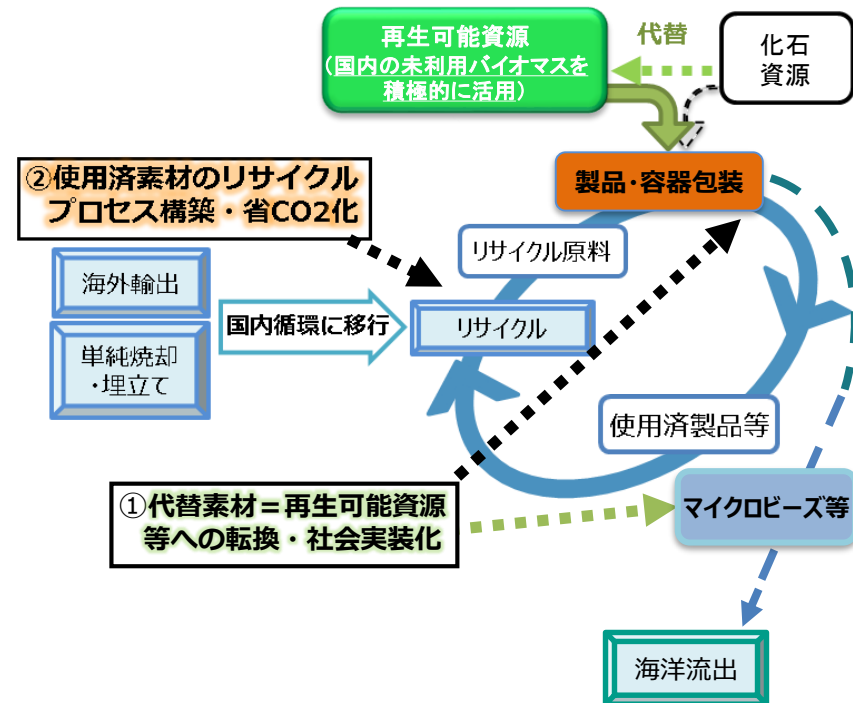 再生可能資源
(国内の未利用バイオマスを
積極的に活用)
代替
化石
資源
②使用済素材のリサイクル
プロセス構築・省CO2化
製品・容器包装
リサイクル原料
海外輸出
国内循環に移行
リサイクル
単純焼却
・埋立て
使用済製品等
①代替素材＝再生可能資源
等への転換・社会実装化
マイクロビーズ等
海洋流出